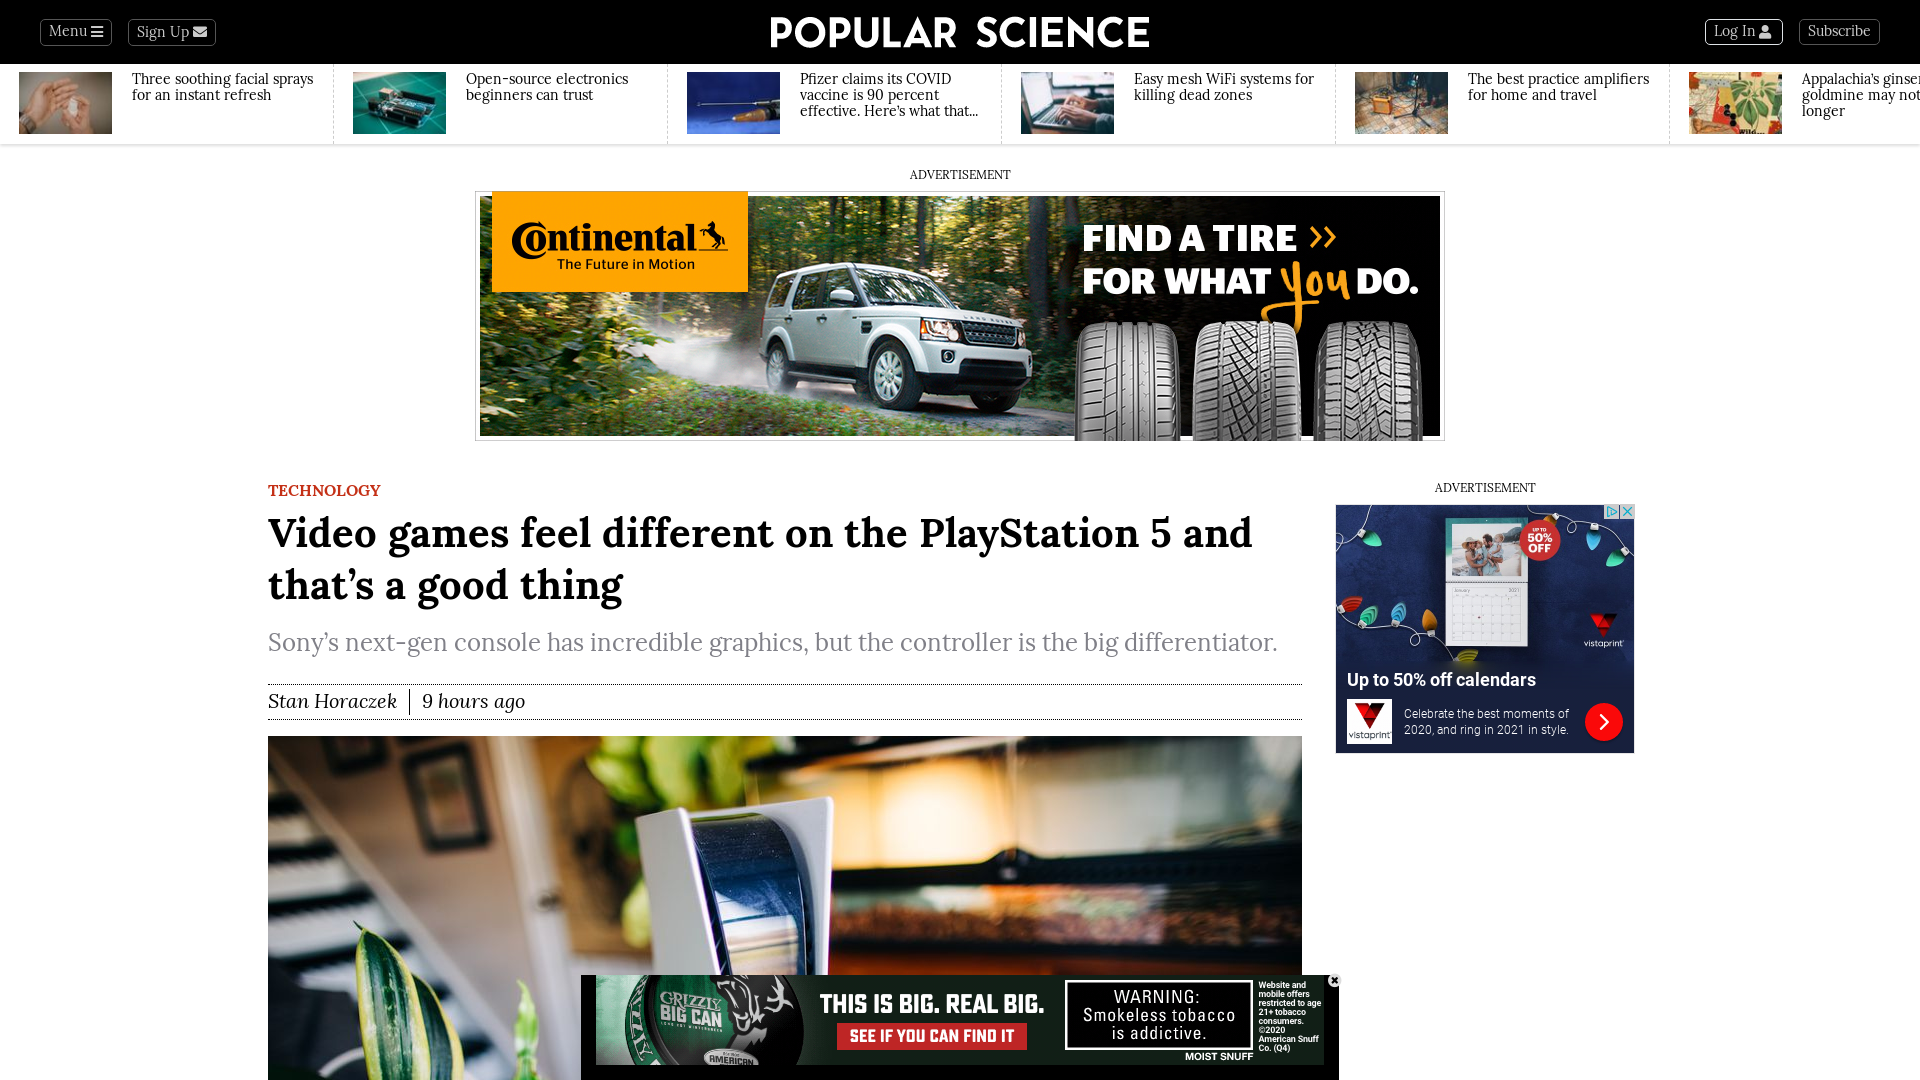 Menu
Sign Up
POPULAR SCIENCE
Log In
Subscribe
Three soothing facial sprays
for an instant refresh
Open-source electronics
beginners can trust
Pfizer claims its COVID
vaccine is 90 percent
effective. Here’s what that...
Easy mesh WiFi systems for
killing dead zones
The best practice amplifiers
for home and travel
Appalachia’s
goldmine may not
longer
ADVERTISEMENT
Continental
The Future in Motion
FIND A TIRE >>
FOR WHAT you DO.
LAND ROVER
TECHNOLOGY
Video games feel different on the PlayStation 5 and
that’s a good thing
Sony’s next-gen console has incredible graphics, but the controller is the big differentiator.
Stan Horaczek
9 hours ago
ADVERTISEMENT
UP TO
50%
OFF
January
2021
vistaprint
Up to 50% off calendars
vistaprint
Celebrate the best moments of
2020, and ring in 2021 in style.
GRIZZLY
BIG CAN
LONG CUT WINTERGREEN
AMERICAN
THIS IS BIG. REAL BIG.
SEE IF YOU CAN FIND IT
WARNING:
Smokeless tobacco
is addictive.
MOIST SNUFF
Website and
mobile offers
restricted to age
21+ tobacco
consumers.
©2020
American Snuff
Co. (Q4)